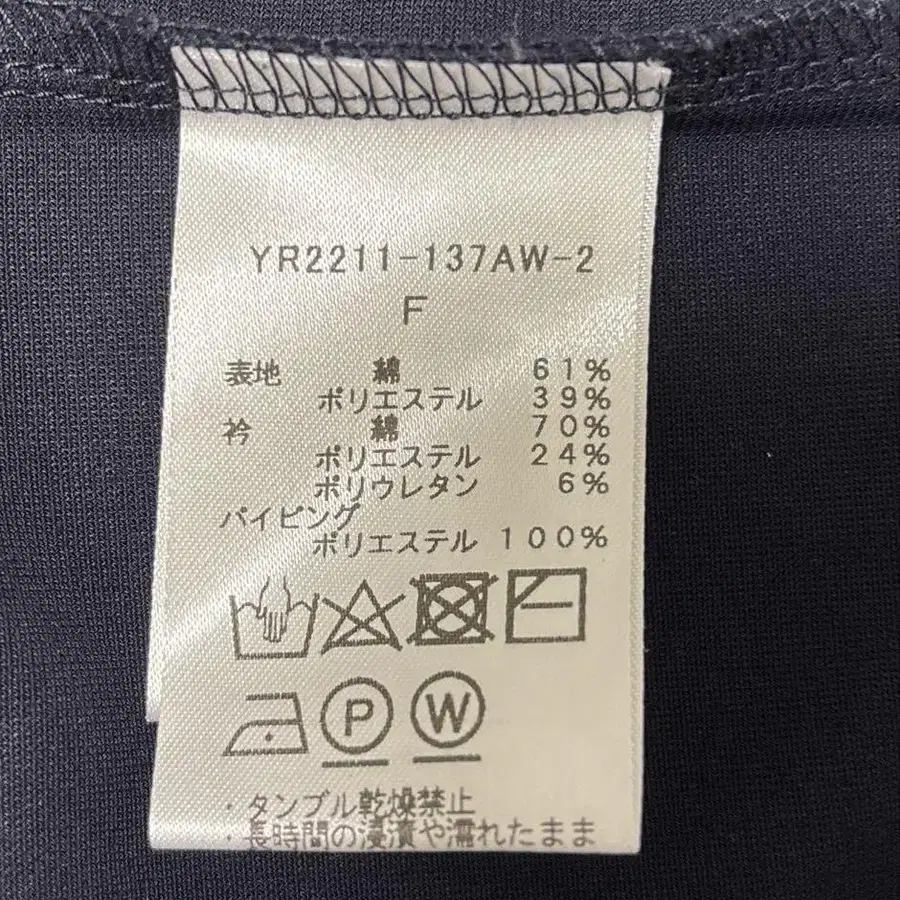 YR2211-137AW-2
F
表地 綿 61%
ポリエステル 39%
衿 綿 70%
ポリエステル 24%
ポリウレタン 6%
パイピング
ポリエステル 100%
P W
・タンブル乾燥禁止
・長時間の浸漬や濡れたまま